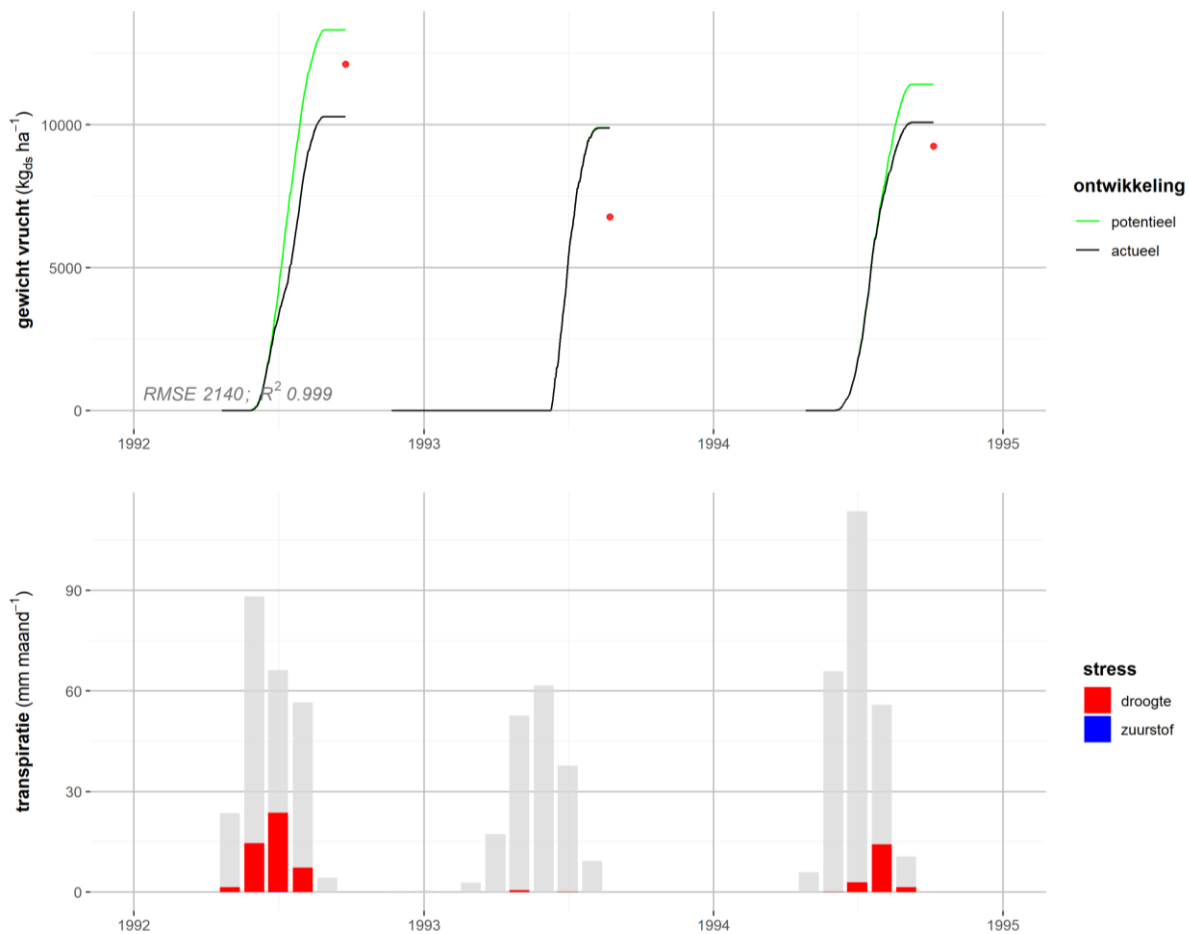 gewicht vrucht (kg_ds ha⁻¹)
10000
5000
0
RMSE 2140; R² 0.999
1992
1993
1994
1995
ontwikkeling
potentieel
actueel
transpiratie (mm maand⁻¹)
90
60
30
0
1992
1993
1994
1995
stress
droogte
zuurstof